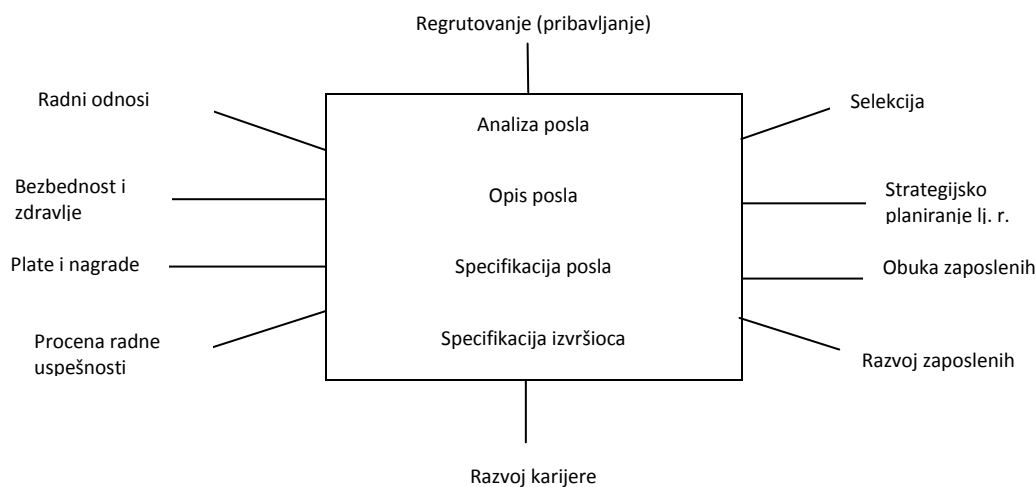 Regrutovanje (pribavljanje)
Radni odnosi
Selekcija
Analiza posla
Bezbednost i
zdravlje
Opis posla
Strategijsko
planiranje lj. r.
Plate i nagrade
Specifikacija posla
Obuka zaposlenih
Procena radne
uspešnosti
Specifikacija izvršioca
Razvoj zaposlenih
Razvoj karijere